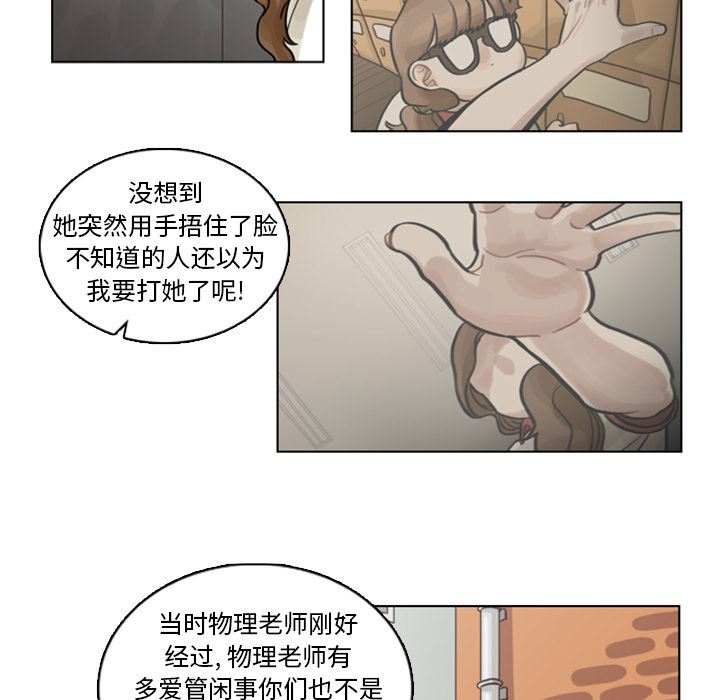 没想到
她突然用手捂住了脸
不知道的人还以为
我要打她了呢!
当时物理老师刚好
经过, 物理老师有
多爱管闲事你们也不是